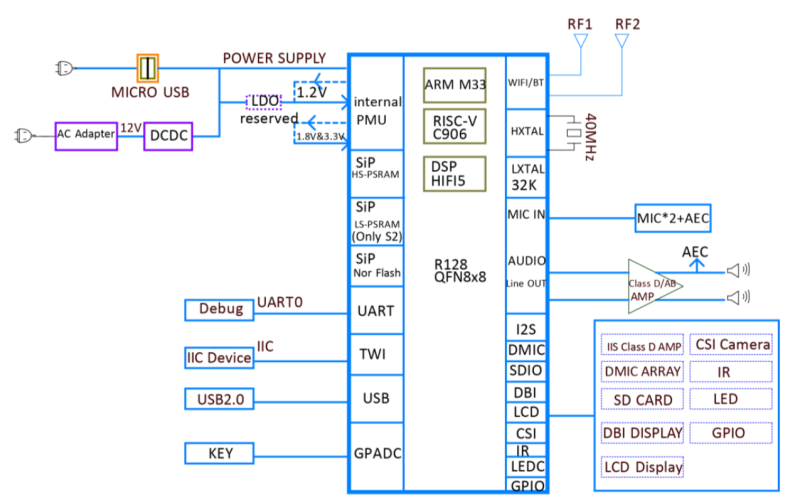 RF1
RF2
POWER SUPPLY
MICRO USB
LDO
reserved
1.2V
1.8V&3.3V
AC Adapter
12V
DCDC
internal
PMU
ARM M33
RISC-V
C906
DSP
HIFI5
WIFI/BT
HXTAL
40MHz
LXTAL
32K
SiP
HS-PSRAM
SiP
LS-PSRAM
(Only S2)
SiP
Nor Flash
R128
QFN8x8
MIC IN
MIC*2+AEC
AUDIO
Line OUT
AEC
Class D/AB
AMP
Debug
UART0
UART
IIC Device
IIC
TWI
USB2.0
USB
KEY
GPADC
I2S
DMIC
SDIO
DBI
LCD
CSI
IR
LEDC
GPIO
IIS Class D AMP
CSI Camera
DMIC ARRAY
IR
SD CARD
LED
DBI DISPLAY
GPIO
LCD Display